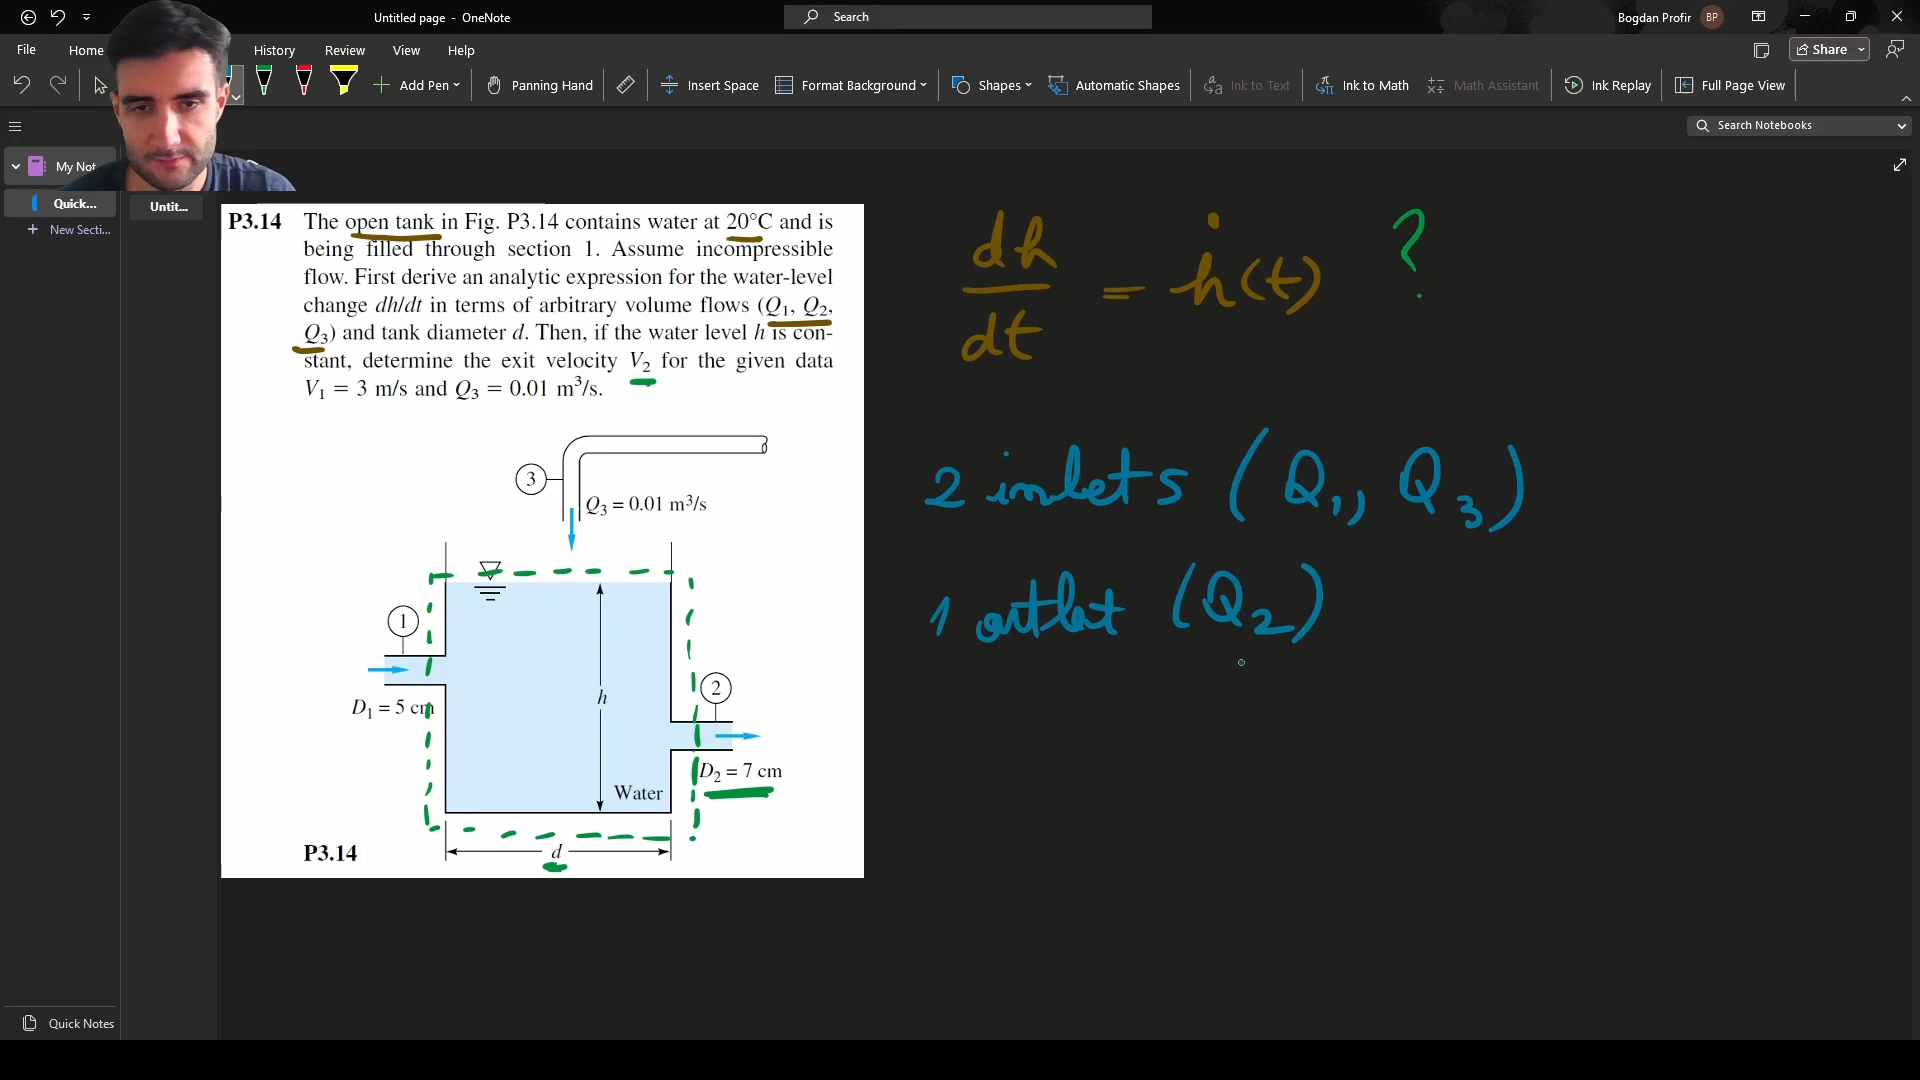 Untitled page - OneNote
Search
Bogdan Profir BP
File Home History Review View Help
Share
Add Pen Panning Hand Insert Space Format Background Shapes Automatic Shapes Ink to Text Ink to Math Math Assistant Ink Replay Full Page View
Search Notebooks
My Not
Quick...
Untit...
+ New Secti...
P3.14 The open tank in Fig. P3.14 contains water at 20°C and is
being filled through section 1. Assume incompressible
flow. First derive an analytic expression for the water-level
change dh/dt in terms of arbitrary volume flows (Q₁, Q₂,
Q₃) and tank diameter d. Then, if the water level h is con-
stant, determine the exit velocity V₂ for the given data
V₁ = 3 m/s and Q₃ = 0.01 m³/s.
3
Q₃ = 0.01 m³/s
1
h
2
D₁ = 5 cm
D₂ = 7 cm
Water
P3.14
d
dh/dt = ḣ(t) ?
2 inlets (Q₁, Q₃)
1 outlet (Q₂)
Quick Notes